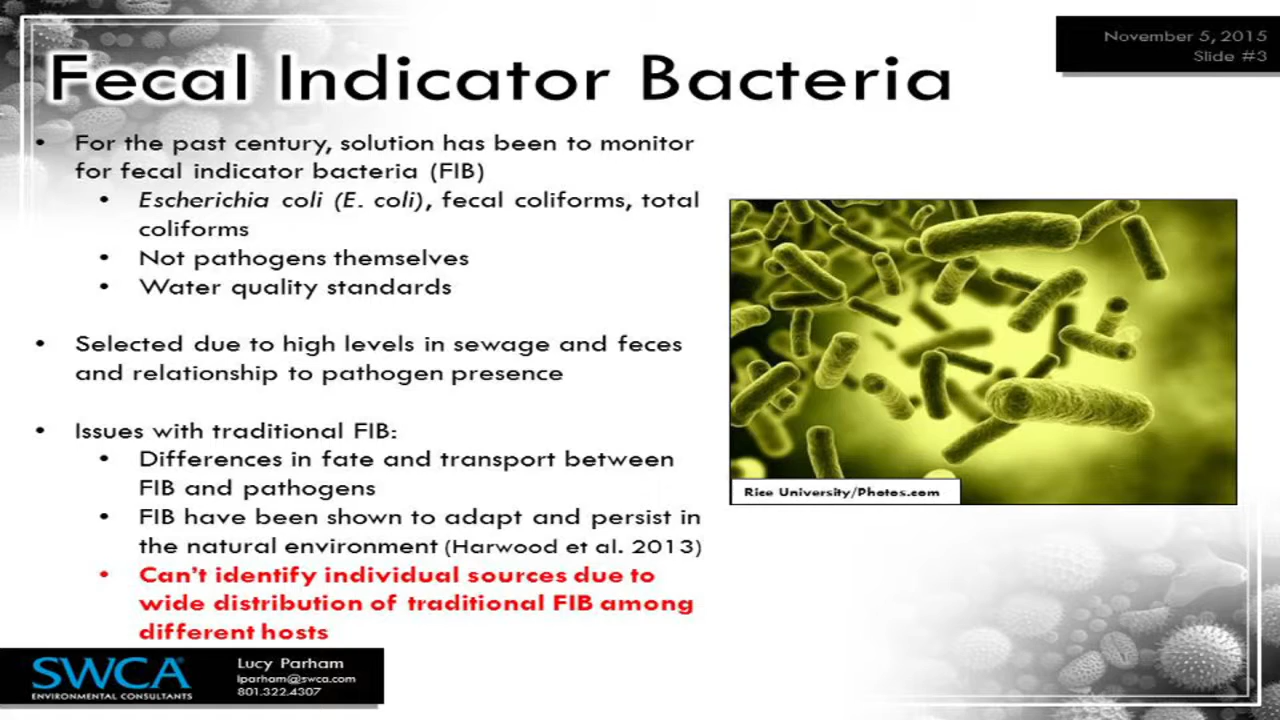 November 5, 2015
Slide #3
Fecal Indicator Bacteria
• For the past century, solution has been to monitor
for fecal indicator bacteria (FIB)
• Escherichia coli (E. coli), fecal coliforms, total
coliforms
• Not pathogens themselves
• Water quality standards
• Selected due to high levels in sewage and feces
and relationship to pathogen presence
• Issues with traditional FIB:
• Differences in fate and transport between
FIB and pathogens
• FIB have been shown to adapt and persist in
the natural environment (Harwood et al. 2013)
• Can't identify individual sources due to
wide distribution of traditional FIB among
different hosts
Rice University/Photos.com
SWCA
ENVIRONMENTAL CONSULTANTS
Lucy Parham
lparham@swca.com
801.322.4307